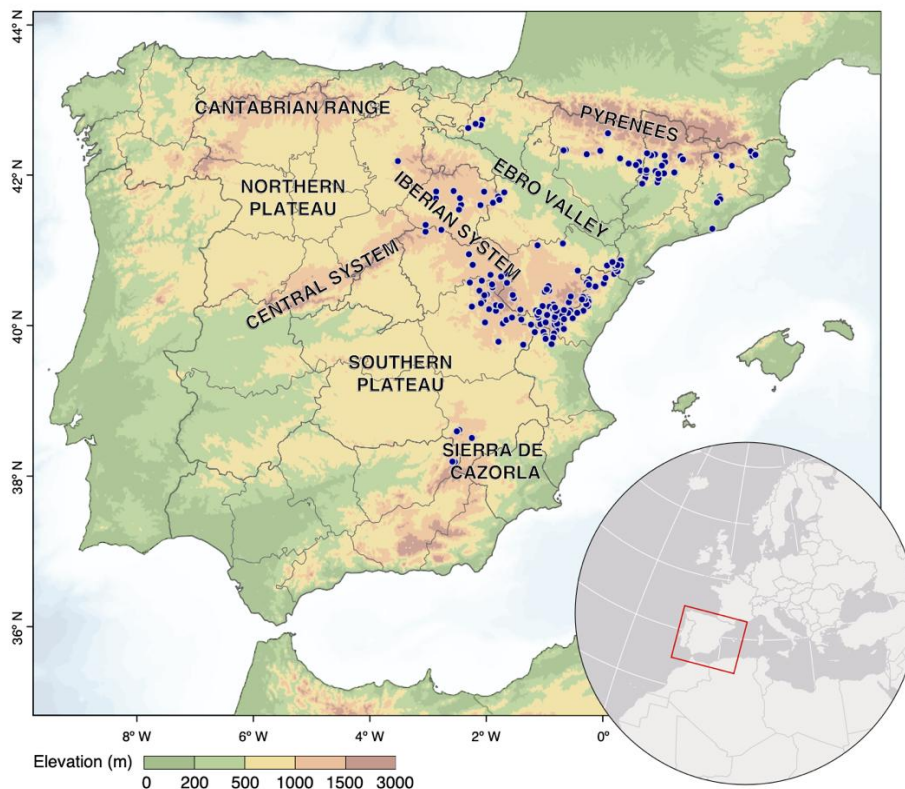 44° N
CANTABRIAN RANGE
PYRENEES
42° N
NORTHERN
PLATEAU
IBERIAN SYSTEM
EBRO VALLEY
CENTRAL SYSTEM
40° N
SOUTHERN
PLATEAU
SIERRA DE
CAZORLA
38° N
36° N
8° W 6° W 4° W 2° W 0°
Elevation (m)
0 200 500 1000 1500 3000